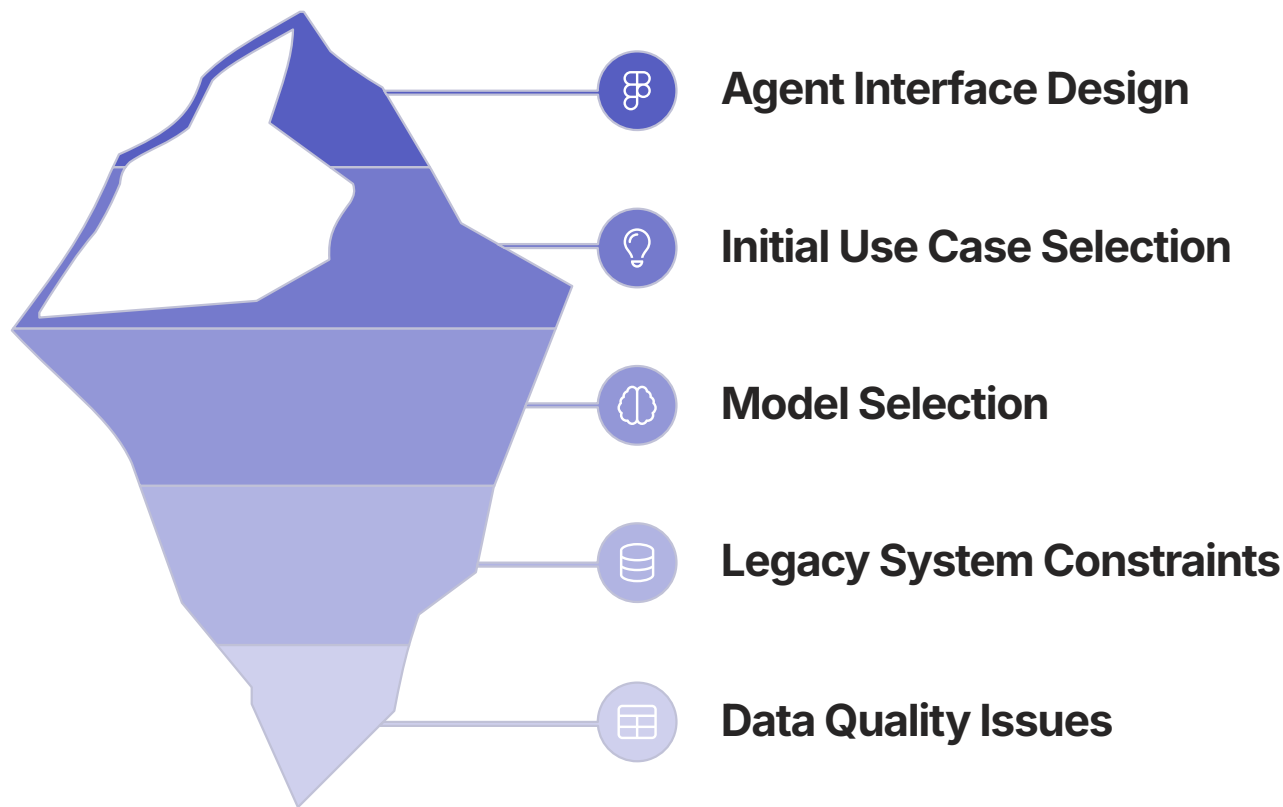 Agent Interface Design
Initial Use Case Selection
Model Selection
Legacy System Constraints
Data Quality Issues